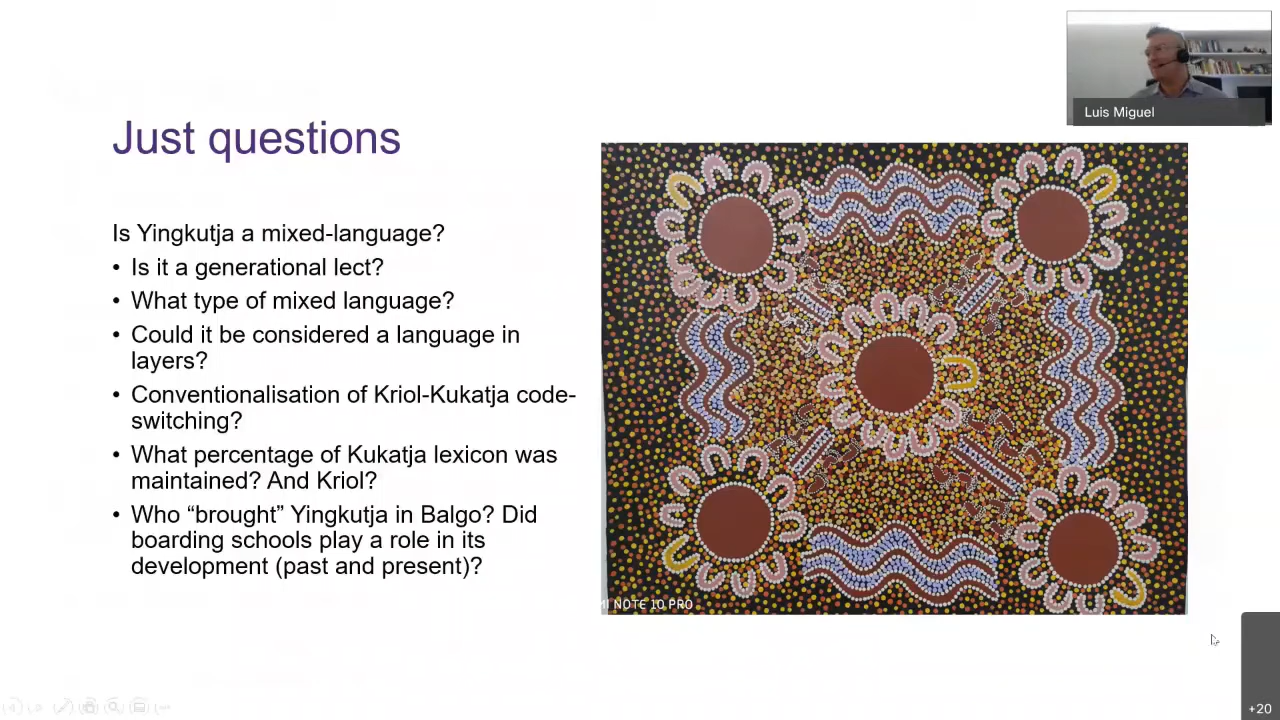 Luis Miguel
Just questions
Is Yingkutja a mixed-language?
• Is it a generational lect?
• What type of mixed language?
• Could it be considered a language in
layers?
• Conventionalisation of Kriol-Kukatja code-
switching?
• What percentage of Kukatja lexicon was
maintained? And Kriol?
• Who “brought” Yingkutja in Balgo? Did
boarding schools play a role in its
development (past and present)?
MI NOTE 10 PRO
+20